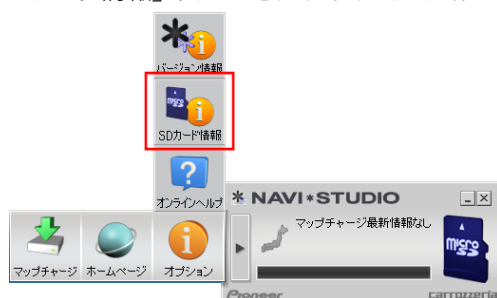 バージョン情報
SDカード情報
オンラインヘルプ
マップチャージ
ホームページ
オプション
NAVI*STUDIO
マップチャージ最新情報なし
micro
SD
Pioneer
carrozzeria